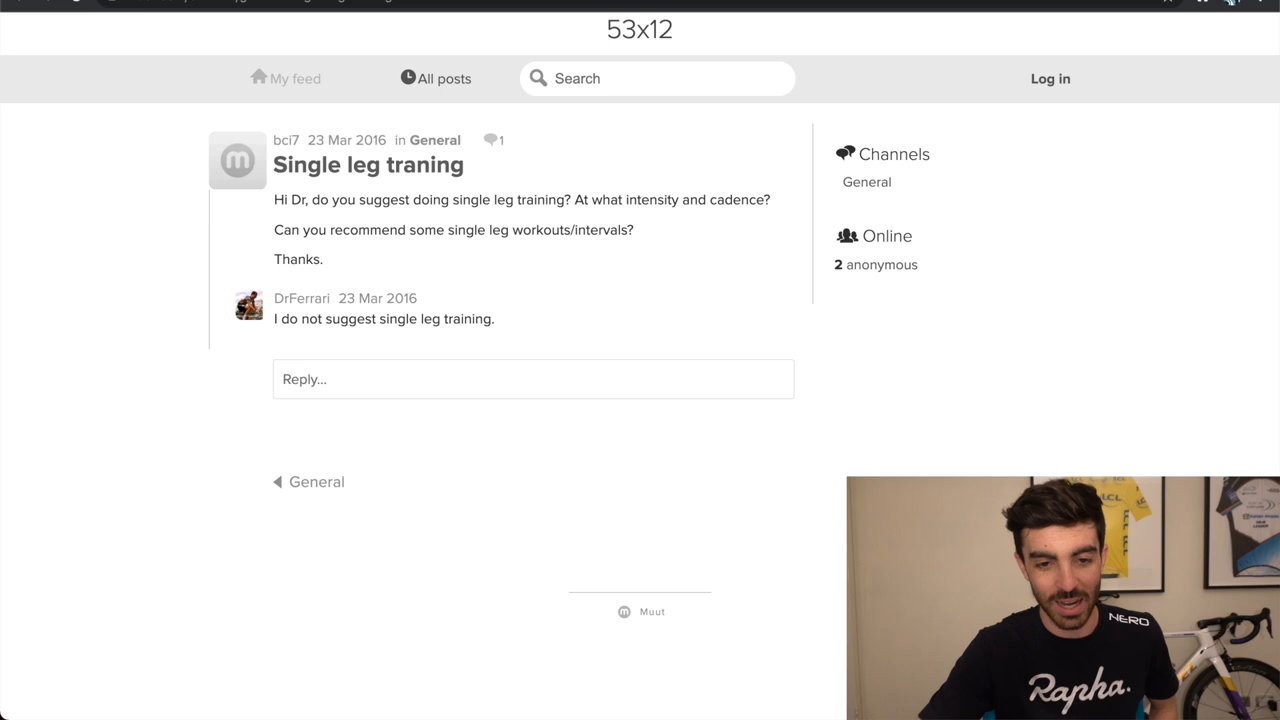 53x12
My feed
All posts
Search
Log in
bci7 23 Mar 2016 in General 1
Single leg traning
Hi Dr, do you suggest doing single leg training? At what intensity and cadence?
Can you recommend some single leg workouts/intervals?
Thanks.
DrFerrari 23 Mar 2016
I do not suggest single leg training.
Reply...
General
m Muut
Channels
General
Online
2 anonymous
LCL
NERO
Rapha.